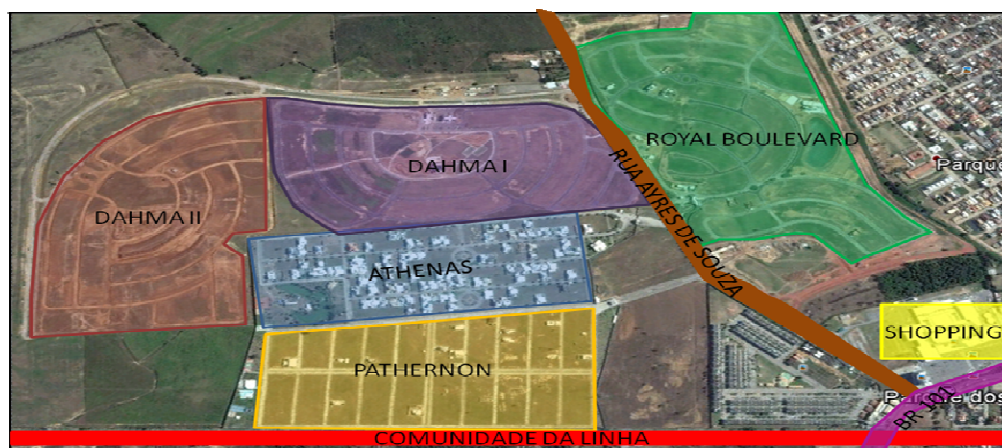 ROYAL BOULEVARD
DAHMA I
Parque
DAHMA II
RUA AYRES DE SOUZA
ATHENAS
SHOPPING
PATHERNON
Parque dos
BR-101
COMUNIDADE DA LINHA